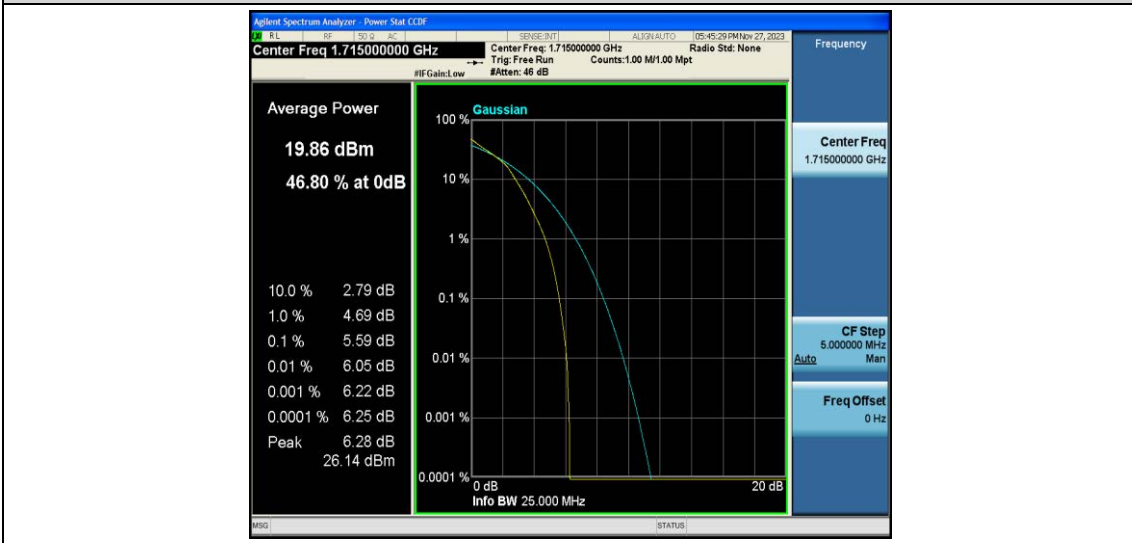 Agilent Spectrum Analyzer - Power Stat CCDF
RL RF 50 Ω AC SENSE:INT ALIGN AUTO 05:45:29 PM Nov 27, 2023
Center Freq 1.715000000 GHz
Center Freq: 1.715000000 GHz Radio Std: None
Trig: Free Run Counts:1.00 M/1.00 Mpt
#IFGain:Low #Atten: 46 dB
Frequency
Average Power
19.86 dBm
46.80 % at 0dB
10.0 % 2.79 dB
1.0 % 4.69 dB
0.1 % 5.59 dB
0.01 % 6.05 dB
0.001 % 6.22 dB
0.0001 % 6.25 dB
Peak 6.28 dB
26.14 dBm
Gaussian
100 %
10 %
1 %
0.1 %
0.01 %
0.001 %
0.0001 %
0 dB 20 dB
Info BW 25.000 MHz
Center Freq
1.715000000 GHz
CF Step
5.000000 MHz
Auto Man
Freq Offset
0 Hz
MSG STATUS